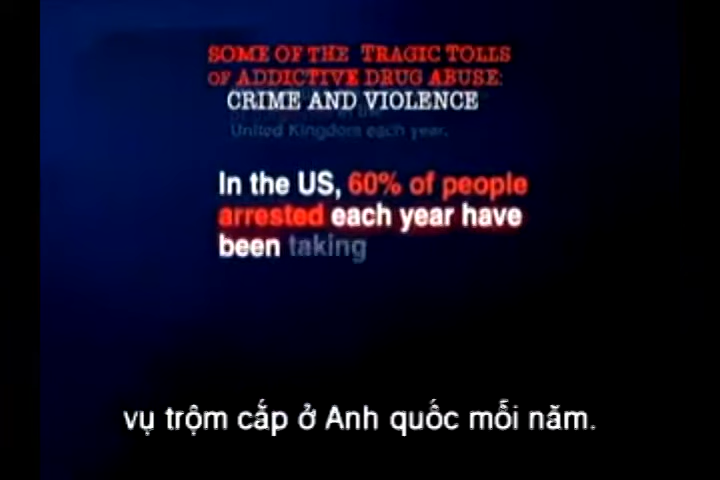 SOME OF THE TRAGIC TOLLS
OF ADDICTIVE DRUG ABUSE:
CRIME AND VIOLENCE
United Kingdom each year.
In the US, 60% of people
arrested each year have
been taking
vụ trộm cắp ở Anh quốc mỗi năm.